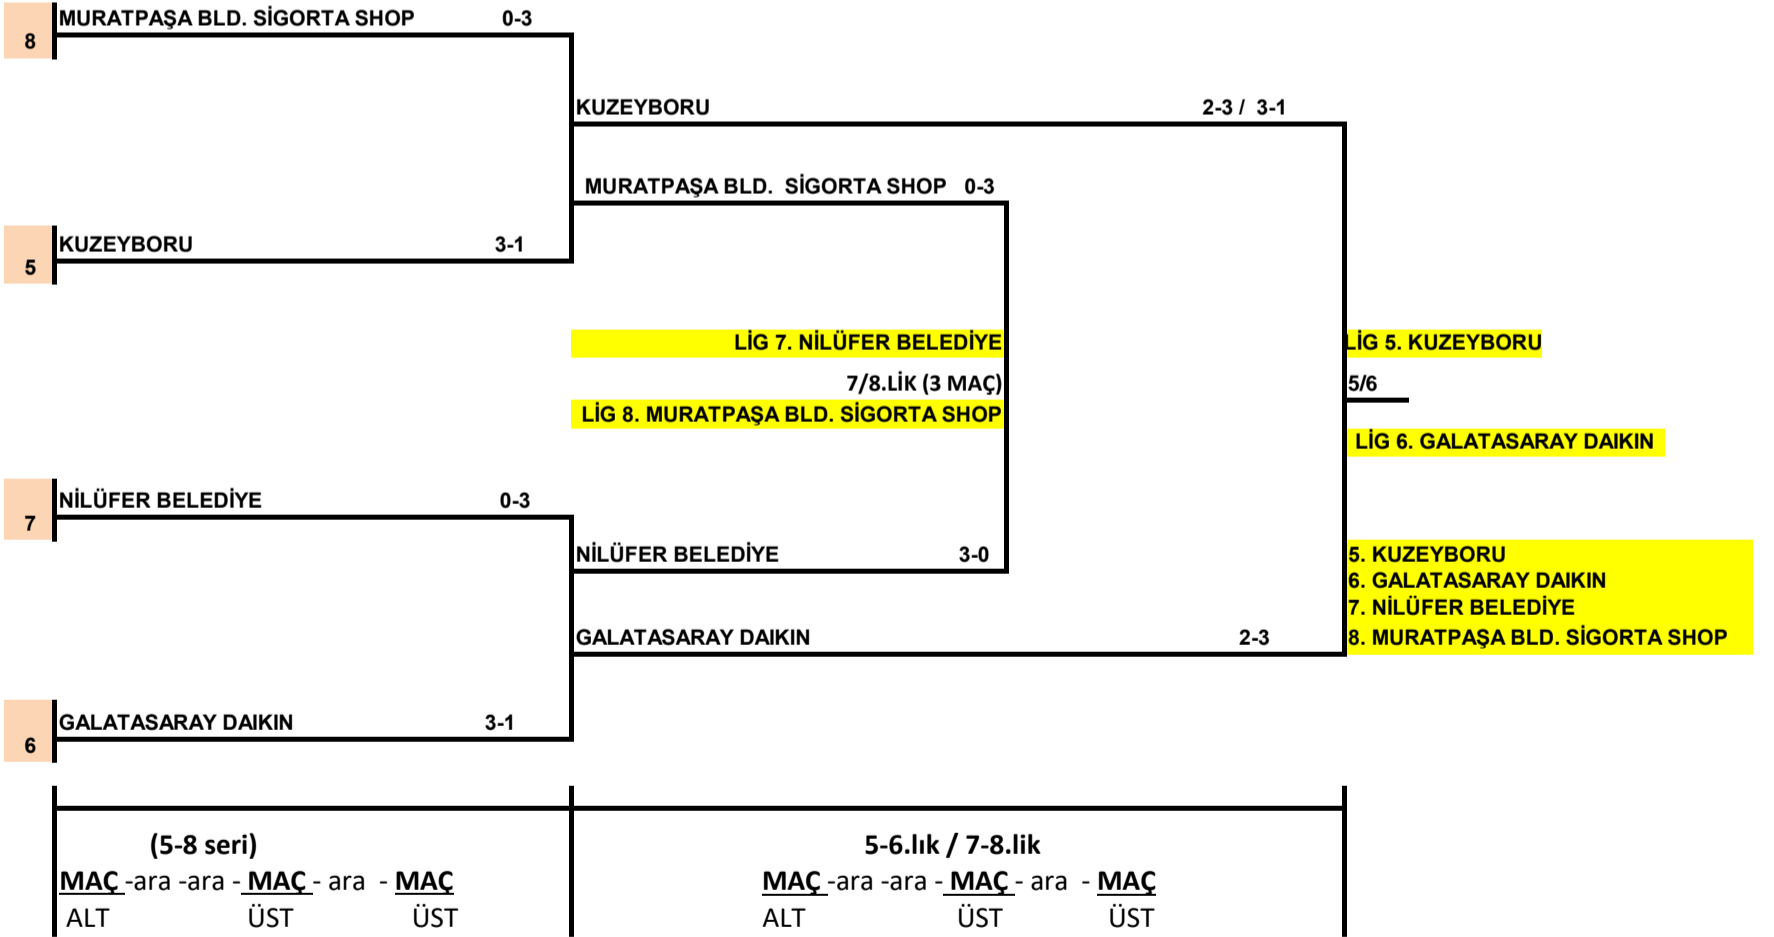 MURATPAŞA BLD. SİGORTA SHOP 0-3
8
KUZEYBORU 2-3 / 3-1
MURATPAŞA BLD. SİGORTA SHOP 0-3
KUZEYBORU 3-1
5
LİG 7. NİLÜFER BELEDİYE
LİG 5. KUZEYBORU
7/8.LİK (3 MAÇ)
5/6
LİG 8. MURATPAŞA BLD. SİGORTA SHOP
LİG 6. GALATASARAY DAIKIN
NİLÜFER BELEDİYE 0-3
7
NİLÜFER BELEDİYE 3-0
5. KUZEYBORU
6. GALATASARAY DAIKIN
7. NİLÜFER BELEDİYE
GALATASARAY DAIKIN 2-3
8. MURATPAŞA BLD. SİGORTA SHOP
GALATASARAY DAIKIN 3-1
6
(5-8 seri)
5-6.lık / 7-8.lik
MAÇ -ara -ara - MAÇ - ara - MAÇ
MAÇ -ara -ara - MAÇ - ara - MAÇ
ALT ÜST ÜST
ALT ÜST ÜST